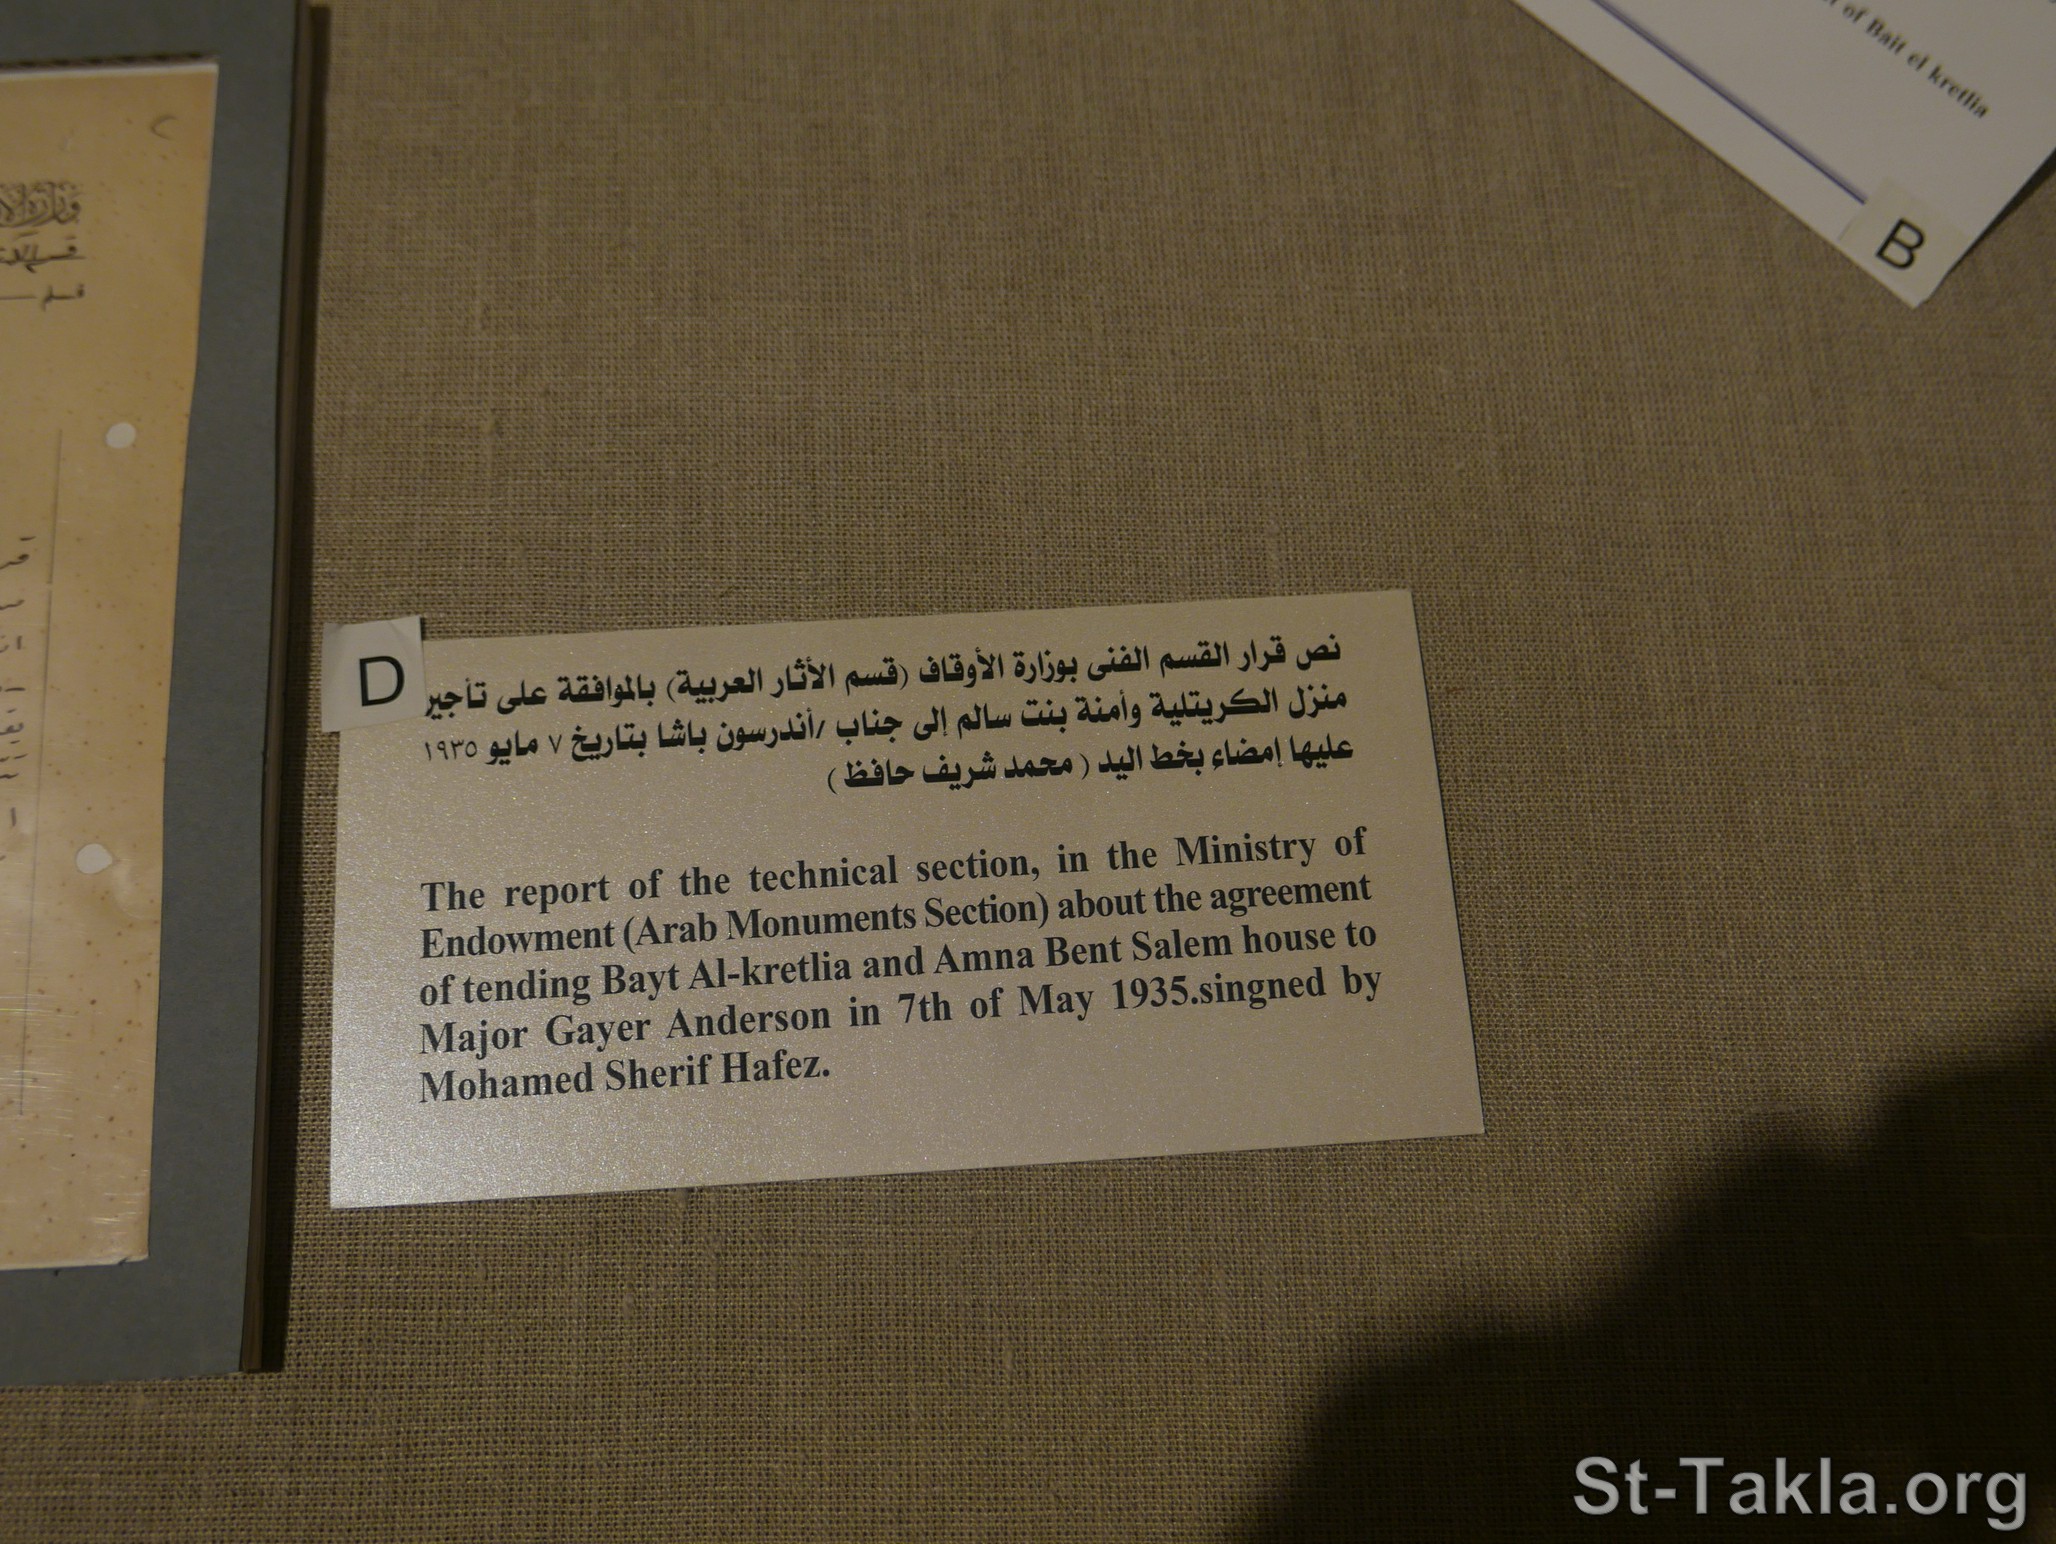 of Bait el kretlia
B
D
نص قرار القسم الفنى بوزارة الأوقاف (قسم الأثار العربية) بالموافقة على تأجير
منزل الكريتلية وأمنة بنت سالم إلى جناب /أندرسون باشا بتاريخ ٧ مايو ١٩٣٥
عليها إمضاء بخط اليد ( محمد شريف حافظ )
The report of the technical section, in the Ministry of
Endowment (Arab Monuments Section) about the agreement
of tending Bayt Al-kretlia and Amna Bent Salem house to
Major Gayer Anderson in 7th of May 1935.singned by
Mohamed Sherif Hafez.
St-Takla.org